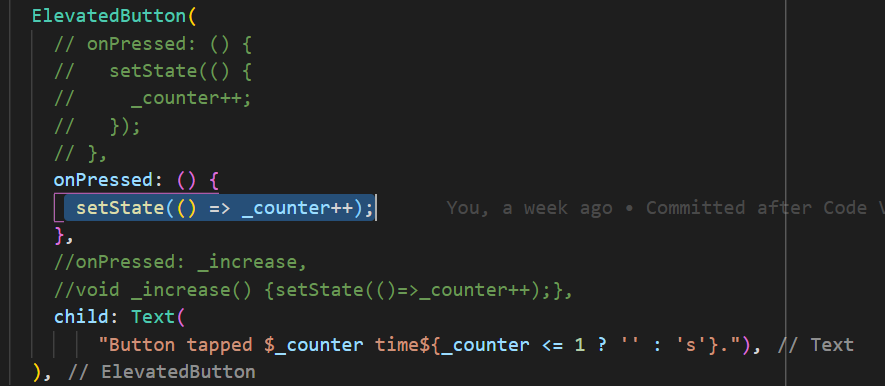 ElevatedButton(
// onPressed: () {
//   setState(() {
//     _counter++;
//   });
// },
onPressed: () {
setState(() => _counter++);    You, a week ago • Committed after Code
},
//onPressed: _increase,
//void _increase() {setState(()=>_counter++);},
child: Text(
"Button tapped $_counter time${_counter <= 1 ? '' : 's'}."), // Text
), // ElevatedButton